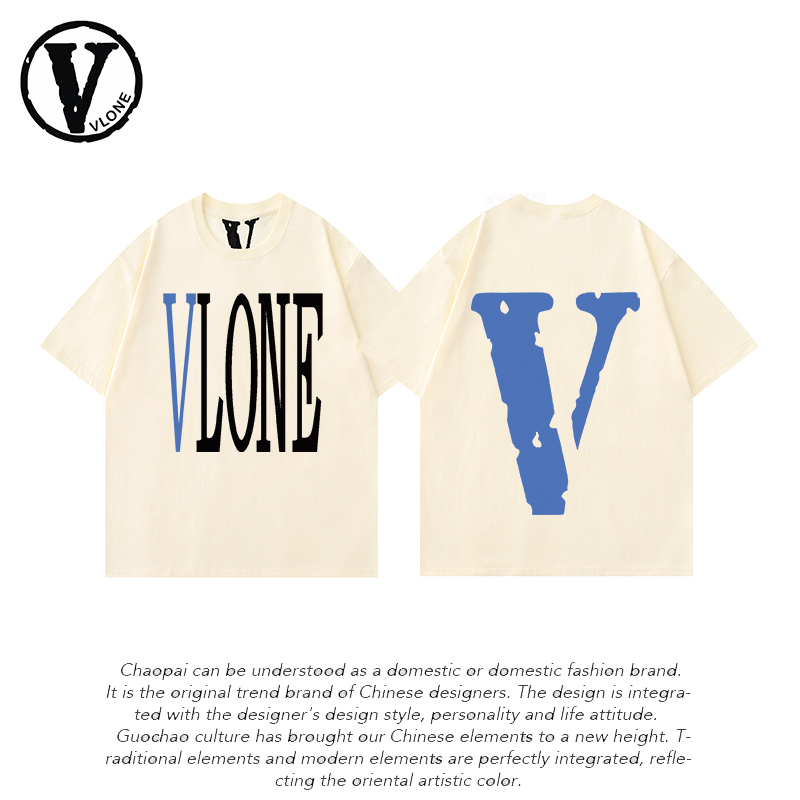 V
VLONE
V
VLONE
V
Chaopai can be understood as a domestic or domestic fashion brand.
It is the original trend brand of Chinese designers. The design is integra-
ted with the designer's design style, personality and life attitude.
Guochao culture has brought our Chinese elements to a new height. T-
raditional elements and modern elements are perfectly integrated, refle-
cting the oriental artistic color.